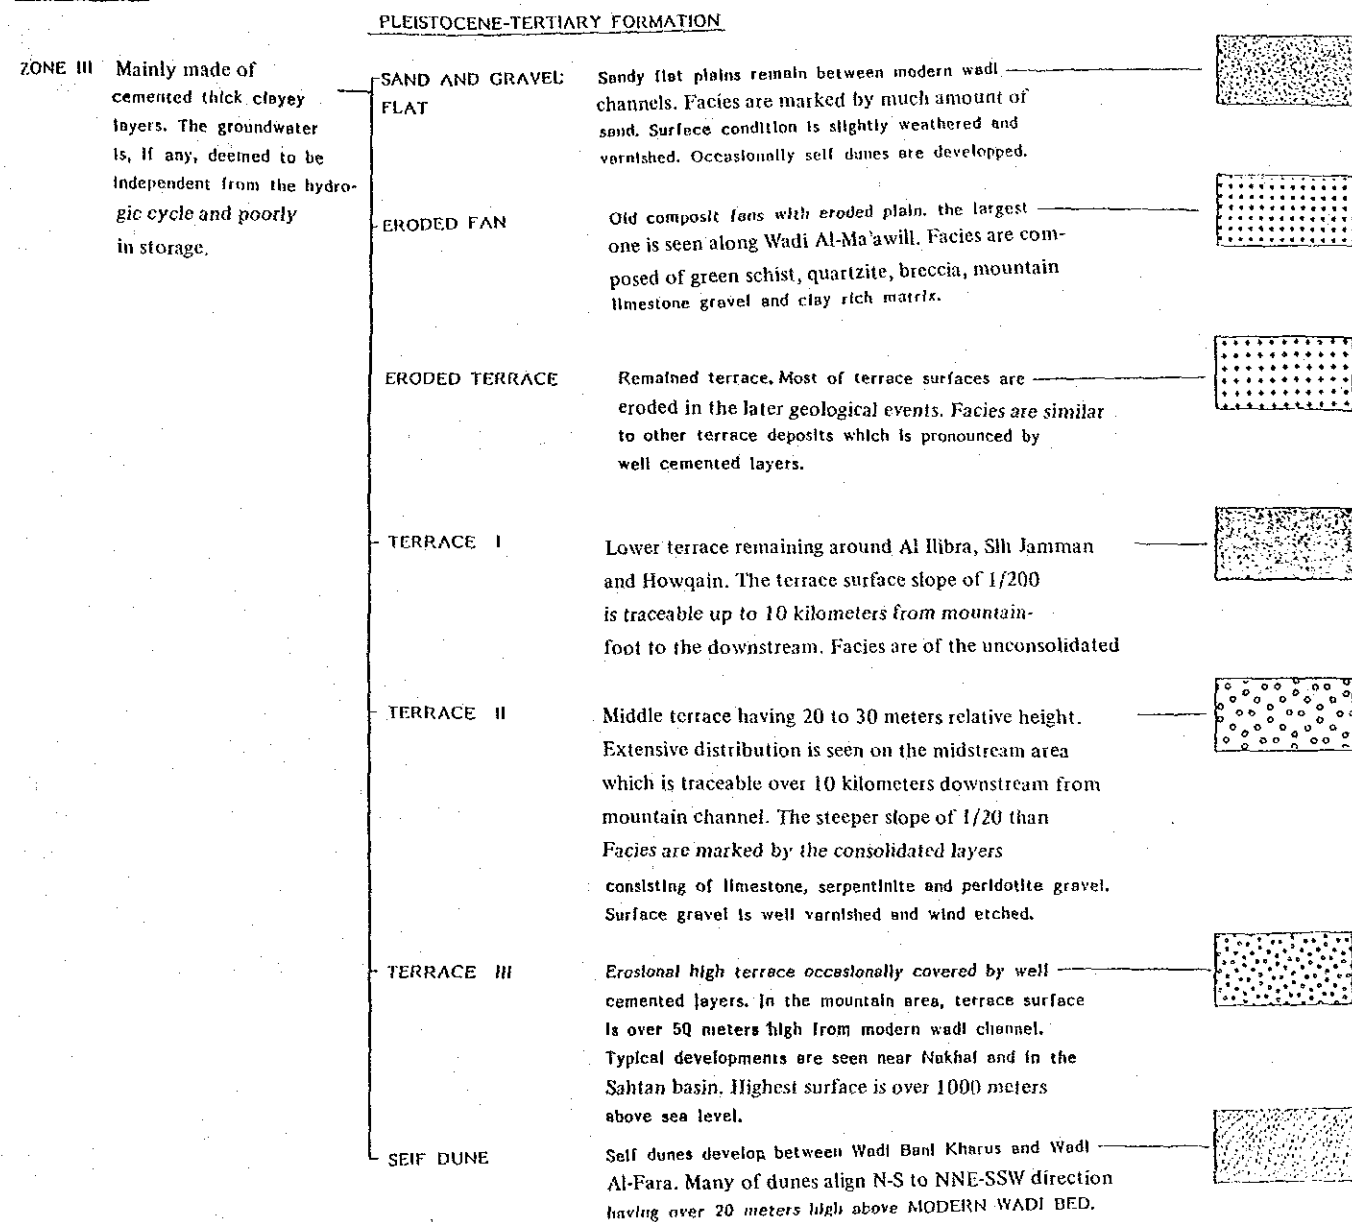 PLEISTOCENE-TERTIARY FORMATION
ZONE III Mainly made of
cemented thick clayey
layers. The groundwater
is, if any, deemed to be
independent from the hydro-
gic cycle and poorly
in storage.
SAND AND GRAVEL
FLAT
Sandy flat plains remain between modern wadi
channels. Facies are marked by much amount of
sand. Surface condition is slightly weathered and
varnished. Occasionally seif dunes are developped.
ERODED FAN
Old composit fans with eroded plain. the largest
one is seen along Wadi Al-Ma'awill. Facies are com-
posed of green schist, quartzite, breccia, mountain
limestone gravel and clay rich matrix.
ERODED TERRACE
Remained terrace. Most of terrace surfaces are
eroded in the later geological events. Facies are similar
to other terrace deposits which is pronounced by
well cemented layers.
TERRACE I
Lower terrace remaining around Al Hibra, Sih Jamman
and Howqain. The terrace surface slope of 1/200
is traceable up to 10 kilometers from mountain-
foot to the downstream. Facies are of the unconsolidated
TERRACE II
Middle terrace having 20 to 30 meters relative height.
Extensive distribution is seen on the midstream area
which is traceable over 10 kilometers downstream from
mountain channel. The steeper slope of 1/20 than
Facies are marked by the consolidated layers
consisting of limestone, serpentinite and peridotite gravel.
Surface gravel is well varnished and wind etched.
TERRACE III
Erosional high terrace occasionally covered by well
cemented layers. In the mountain area, terrace surface
is over 50 meters high from modern wadi channel.
Typical developments are seen near Nakhal and in the
Sahtan basin. Highest surface is over 1000 meters
above sea level.
SEIF DUNE
Seif dunes develop between Wadi Bani Kharus and Wadi
Al-Fara. Many of dunes align N-S to NNE-SSW direction
having over 20 meters high above MODERN WADI BED.